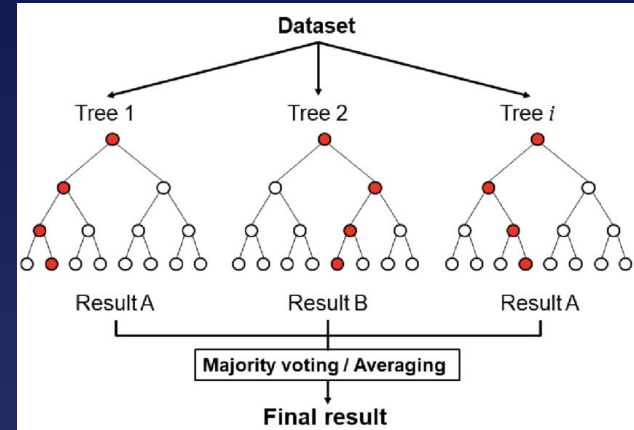 Dataset
Tree 1 Tree 2 Tree i
Result A Result B Result A
Majority voting / Averaging
Final result